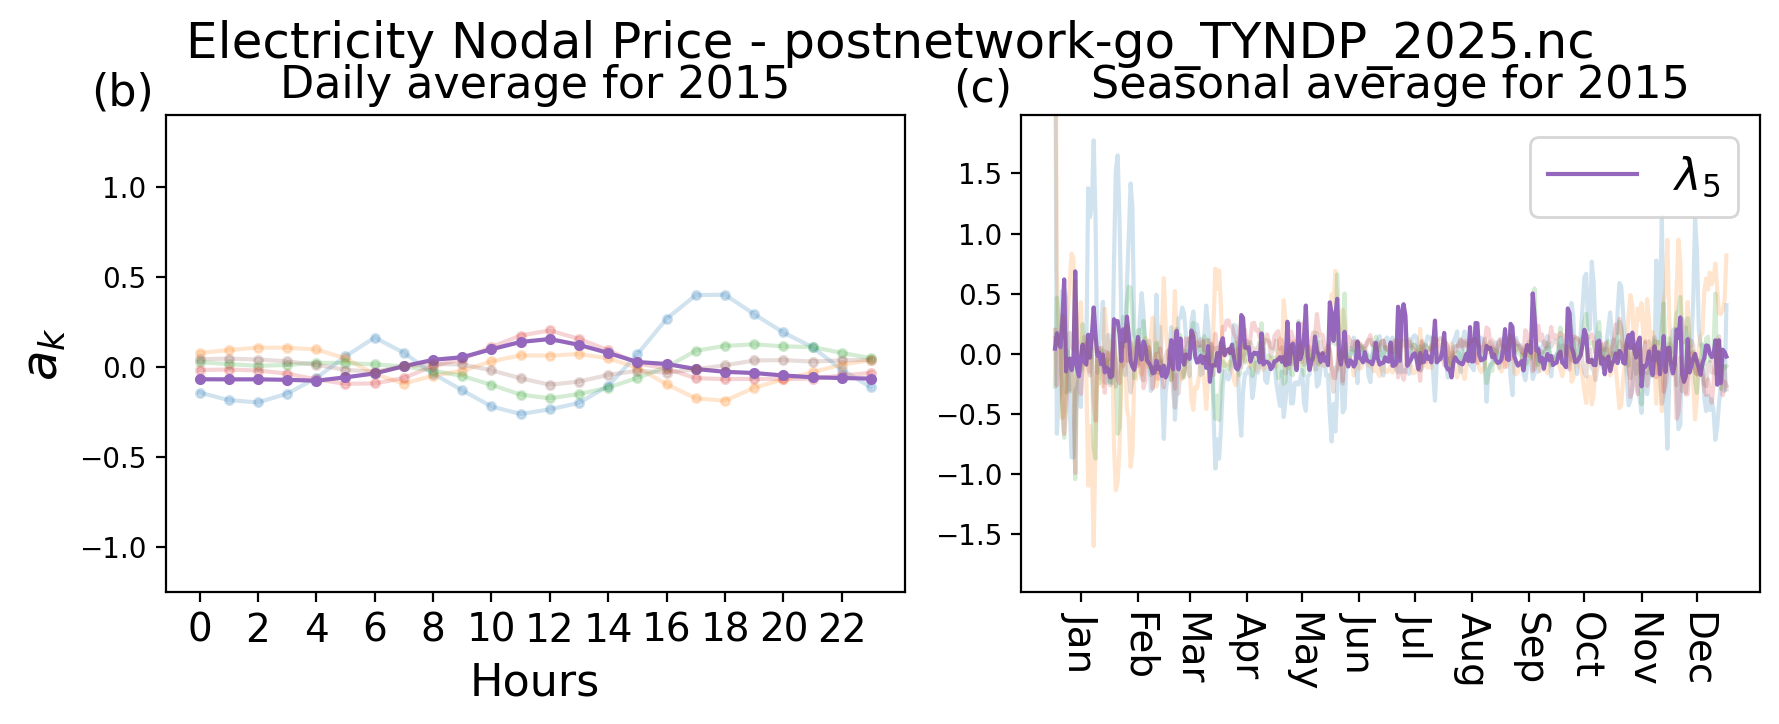 Electricity Nodal Price - postnetwork-go_TYNDP_2025.nc
(b) Daily average for 2015
(c) Seasonal average for 2015
a_k
1.0
0.5
0.0
−0.5
−1.0
0 2 4 6 8 10 12 14 16 18 20 22
Hours
1.5
1.0
0.5
0.0
−0.5
−1.0
−1.5
λ5
Jan Feb Mar Apr May Jun Jul Aug Sep Oct Nov Dec